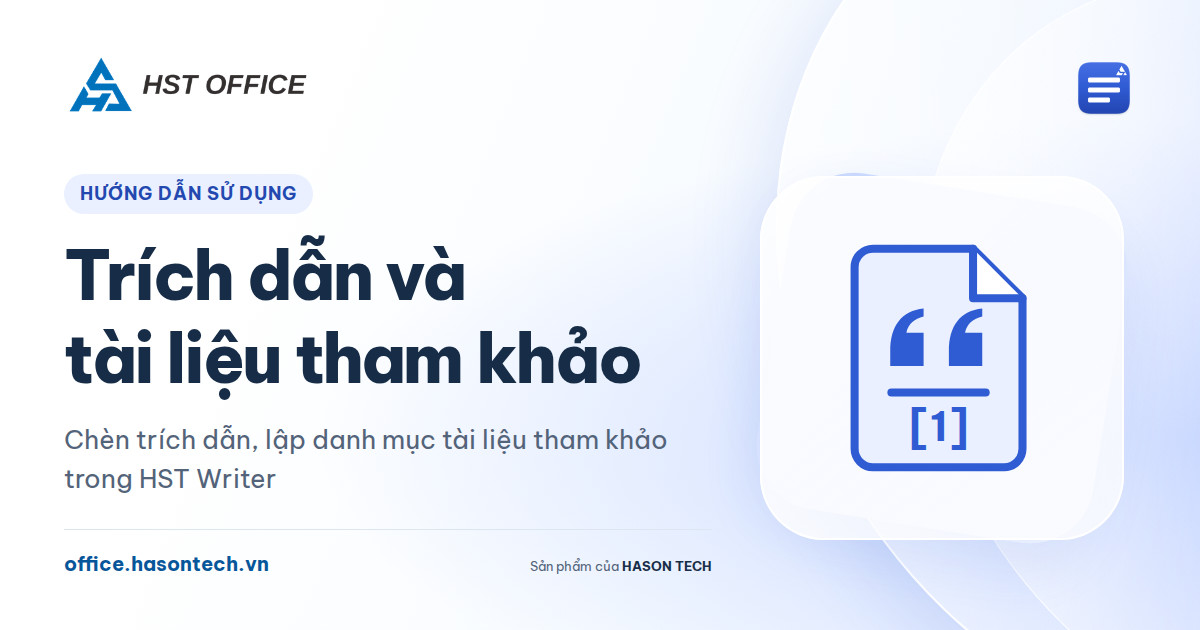 HST OFFICE
HƯỚNG DẪN SỬ DỤNG
Trích dẫn và
tài liệu tham khảo
Chèn trích dẫn, lập danh mục tài liệu tham khảo
trong HST Writer
office.hasontech.vn
Sản phẩm của HASON TECH
“
[1]